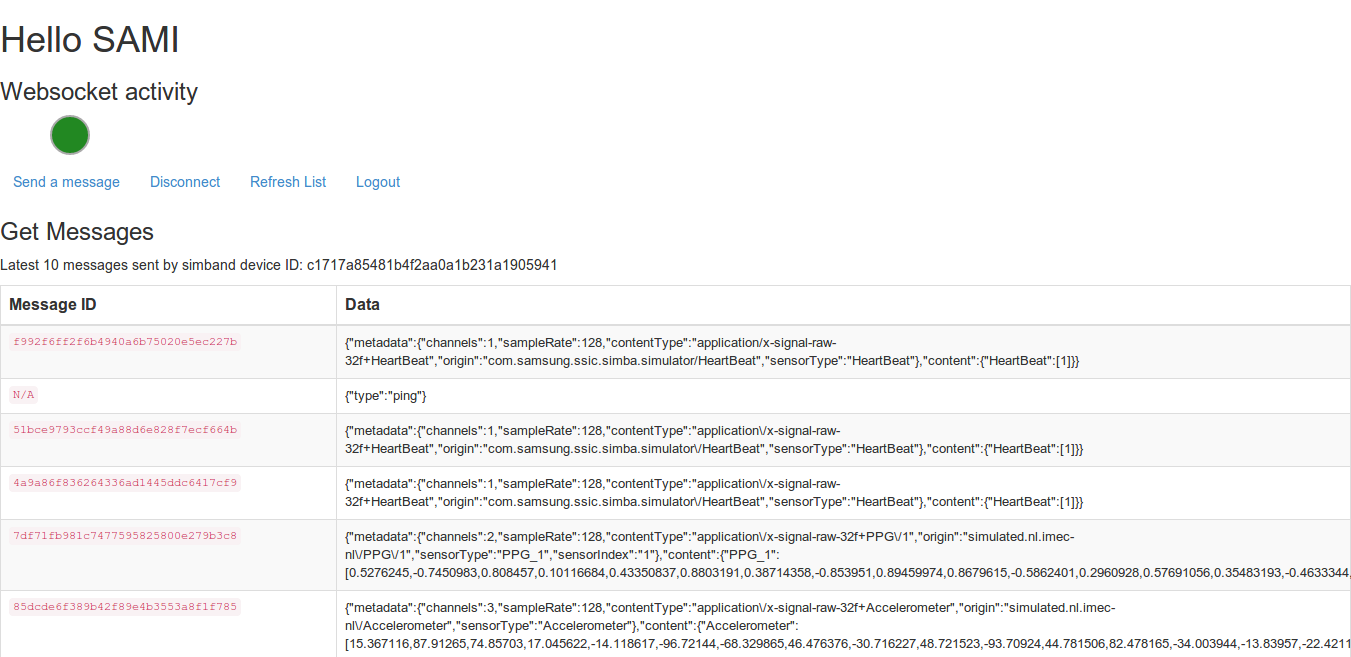 Hello SAMI
Websocket activity
Send a message Disconnect Refresh List Logout
Get Messages
Latest 10 messages sent by simband device ID: c1717a85481b4f2aa0a1b231a1905941
Message ID Data
f992f6ff2f6b4940a6b75020e5ec227b {"metadata":{"channels":1,"sampleRate":128,"contentType":"application/x-signal-raw-
32f+HeartBeat","origin":"com.samsung.ssic.simba.simulator/HeartBeat","sensorType":"HeartBeat"},"content":{"HeartBeat":[1]}}
N/A {"type":"ping"}
51bce9793ccf49a88d6e828f7ecf664b {"metadata":{"channels":1,"sampleRate":128,"contentType":"application\/x-signal-raw-
32f+HeartBeat","origin":"com.samsung.ssic.simba.simulator\/HeartBeat","sensorType":"HeartBeat"},"content":{"HeartBeat":[1]}}
4a9a86f836264336ad1445ddc6417cf9 {"metadata":{"channels":1,"sampleRate":128,"contentType":"application\/x-signal-raw-
32f+HeartBeat","origin":"com.samsung.ssic.simba.simulator\/HeartBeat","sensorType":"HeartBeat"},"content":{"HeartBeat":[1]}}
7df71fb981c7477595825800e279b3c8 {"metadata":{"channels":2,"sampleRate":128,"contentType":"application\/x-signal-raw-32f+PPG\/1","origin":"simulated.nl.imec-
nl\/PPG\/1","sensorType":"PPG_1","sensorIndex":"1"},"content":{"PPG_1":
[0.5276245,-0.7450983,0.808457,0.10116684,0.43350837,0.8803191,0.38714358,-0.853951,0.89459974,0.8679615,-0.5862401,0.2960928,0.57691056,0.35483193,-0.4633344,
85dcde6f389b42f89e4b3553a8f1f785 {"metadata":{"channels":3,"sampleRate":128,"contentType":"application\/x-signal-raw-32f+Accelerometer","origin":"simulated.nl.imec-
nl\/Accelerometer","sensorType":"Accelerometer"},"content":{"Accelerometer":
[15.367116,87.91265,74.85703,17.045622,-14.118617,-96.72144,-68.329865,46.476376,-30.716227,48.721523,-93.70924,44.781506,82.478165,-34.003944,-13.83957,-22.4211